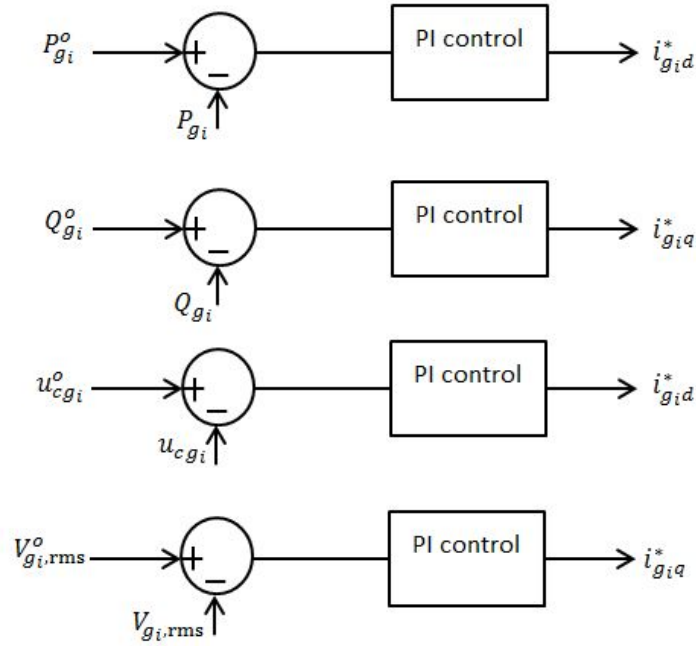 P^o_{g_i} + − PI control i^*_{g_i d}
P_{g_i}
Q^o_{g_i} + − PI control i^*_{g_i q}
Q_{g_i}
u^o_{cg_i} + − PI control i^*_{g_i d}
u_{cg_i}
V^o_{g_i,rms} + − PI control i^*_{g_i q}
V_{g_i,rms}